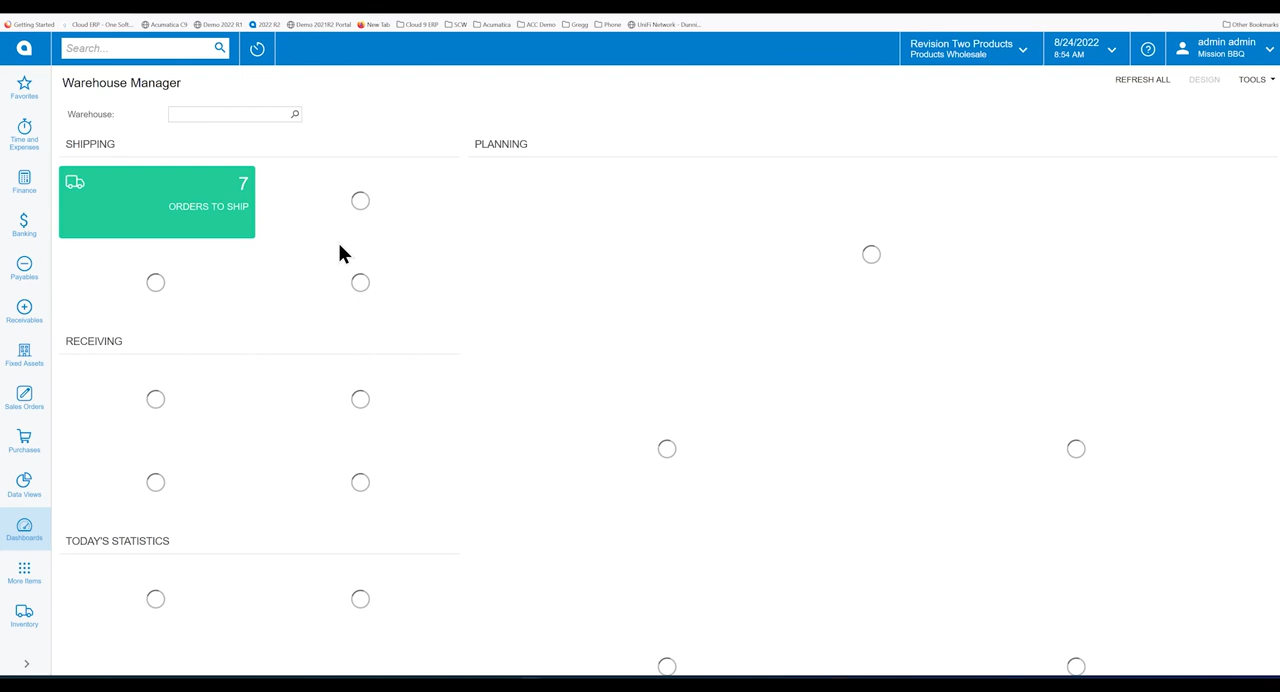 Getting Started
Cloud ERP - One Soft...
Acumatica C9
Demo 2022 R1
2022 R2
Demo 2021R2 Portal
New Tab
Cloud 9 ERP
SCW
Acumatica
ACC Demo
Gregg
Phone
UniFi Network - Dunni...
Other Bookmarks
Search...
Revision Two Products
Products Wholesale
8/24/2022
8:54 AM
?
admin admin
Mission BBQ
Favorites
Time and
Expenses
Finance
Banking
Payables
Receivables
Fixed Assets
Sales Orders
Purchases
Data Views
Dashboards
More Items
Inventory
Warehouse Manager
REFRESH ALL
DESIGN
TOOLS
Warehouse:
SHIPPING
7
ORDERS TO SHIP
RECEIVING
TODAY'S STATISTICS
PLANNING